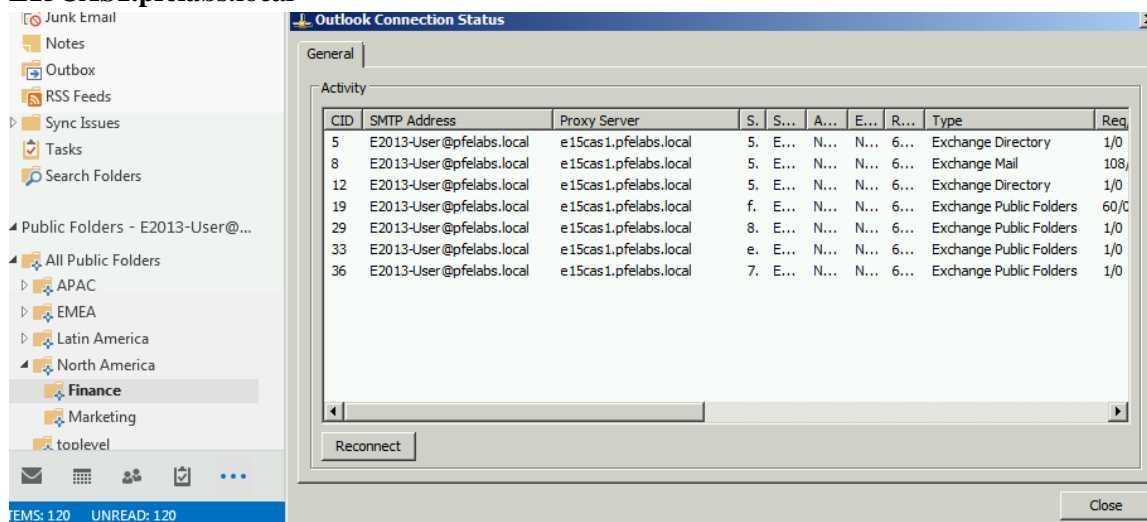 E15CAS1.pfelabs.local
Junk Email
Notes
Outbox
RSS Feeds
Sync Issues
Tasks
Search Folders
Public Folders - E2013-User@...
All Public Folders
APAC
EMEA
Latin America
North America
Finance
Marketing
toplevel
TEMS: 120 UNREAD: 120
Outlook Connection Status
General
Activity
CID SMTP Address Proxy Server S. S... A... E... R... Type Req
5 E2013-User@pfelabs.local e15cas1.pfelabs.local 5. E... N... N... 6... Exchange Directory 1/0
8 E2013-User@pfelabs.local e15cas1.pfelabs.local 5. E... N... N... 6... Exchange Mail 108/
12 E2013-User@pfelabs.local e15cas1.pfelabs.local 5. E... N... N... 6... Exchange Directory 1/0
19 E2013-User@pfelabs.local e15cas1.pfelabs.local f. E... N... N... 6... Exchange Public Folders 60/0
29 E2013-User@pfelabs.local e15cas1.pfelabs.local 8. E... N... N... 6... Exchange Public Folders 1/0
33 E2013-User@pfelabs.local e15cas1.pfelabs.local e. E... N... N... 6... Exchange Public Folders 1/0
36 E2013-User@pfelabs.local e15cas1.pfelabs.local 7. E... N... N... 6... Exchange Public Folders 1/0
Reconnect
Close